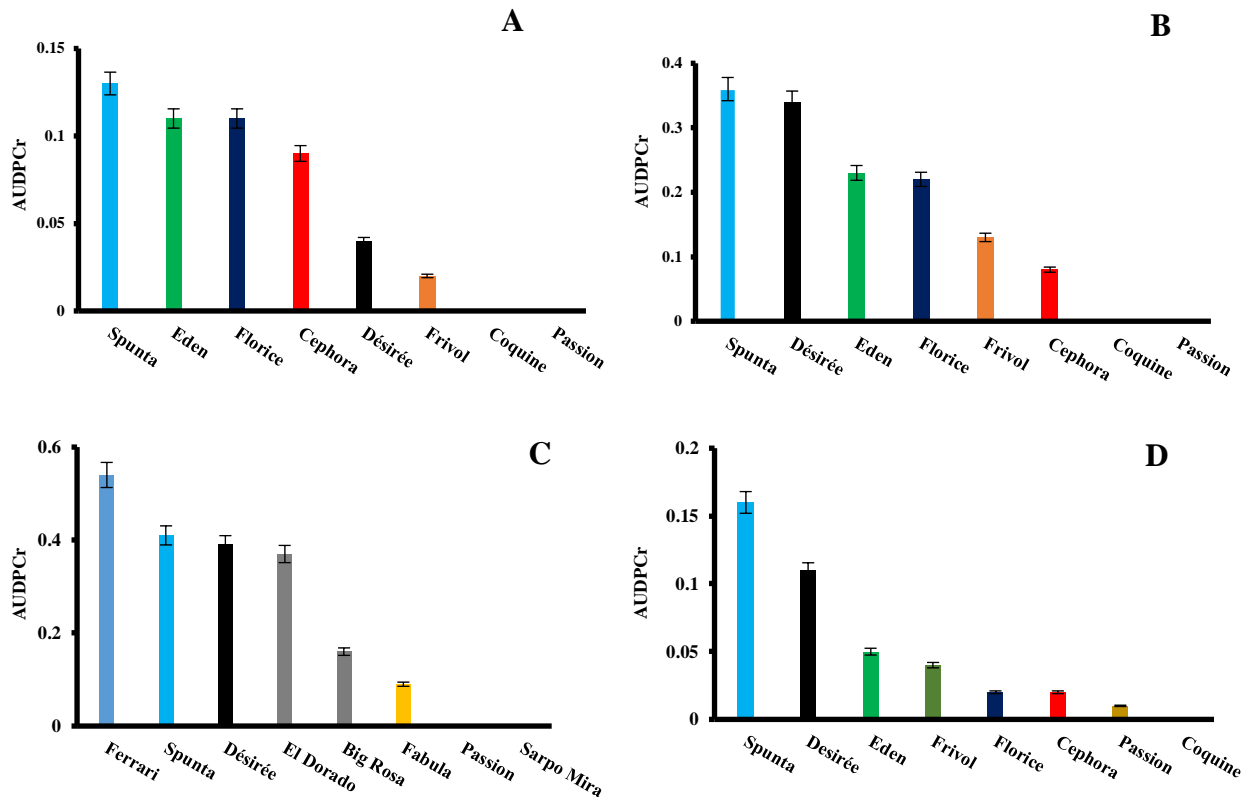 A
0.15
0.1
0.05
0
AUDPCr
Spunta
Eden
Florice
Cephora
Désirée
Frivol
Coquine
Passion
B
0.4
0.3
0.2
0.1
0
AUDPCr
Spunta
Désirée
Eden
Florice
Frivol
Cephora
Coquine
Passion
C
0.6
0.4
0.2
0
AUDPCr
Ferrari
Spunta
Désirée
El Dorado
Big Rosa
Fabula
Passion
Sarpo Mira
D
0.2
0.15
0.1
0.05
0
AUDPCr
Spunta
Desirée
Eden
Frivol
Florice
Cephora
Passion
Coquine